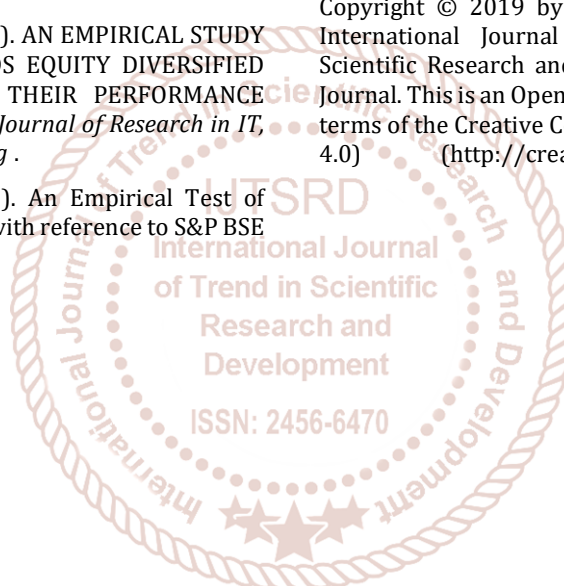 ). AN EMPIRICAL STUDY
DS EQUITY DIVERSIFIED
THEIR PERFORMANCE
Journal of Research in IT,
g .
). An Empirical Test of
with reference to S&P BSE
Copyright © 2019 by
International Journal
Scientific Research and
Journal. This is an Open
terms of the Creative C
4.0) (http://crea
International Journal of Trend in Scientific
Research and Development
IJTSRD
International Journal
of Trend in Scientific
Research and
Development
ISSN: 2456-6470